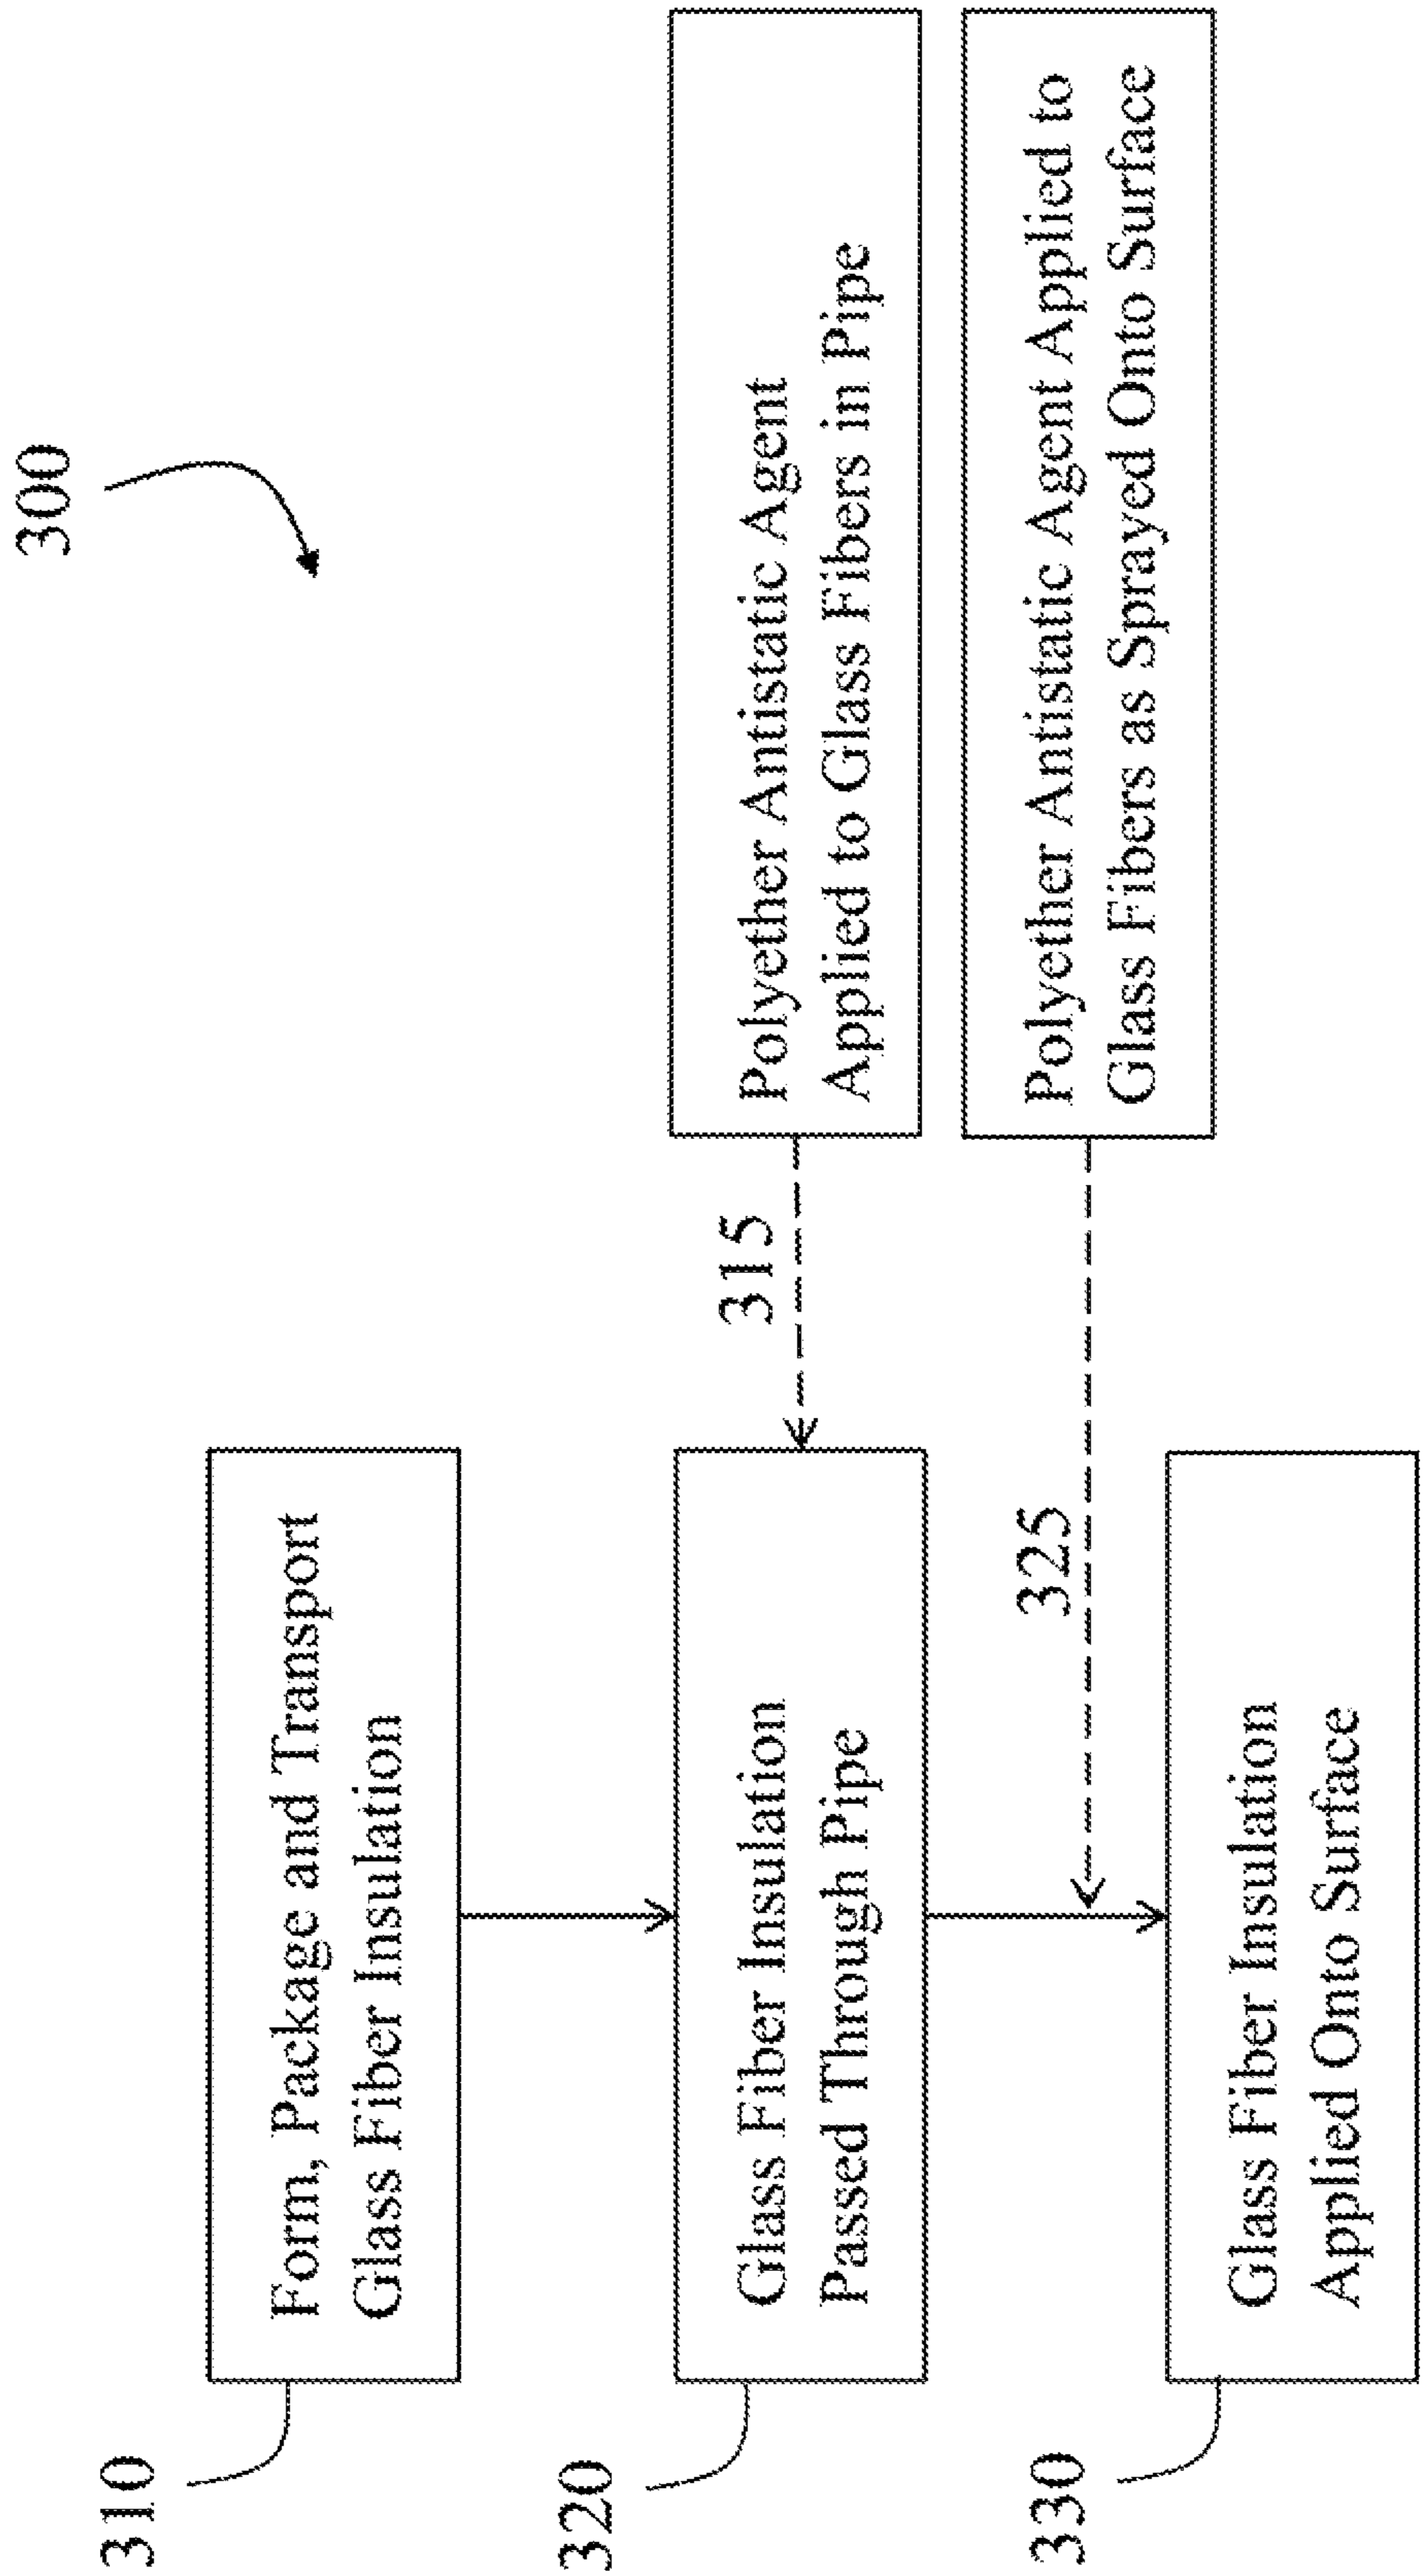 300
310
Form, Package and Transport
Glass Fiber Insulation
320
Glass Fiber Insulation
Passed Through Pipe
315
Polyether Antistatic Agent
Applied to Glass Fibers in Pipe
325
Polyether Antistatic Agent Applied to
Glass Fibers as Sprayed Onto Surface
330
Glass Fiber Insulation
Applied Onto Surface